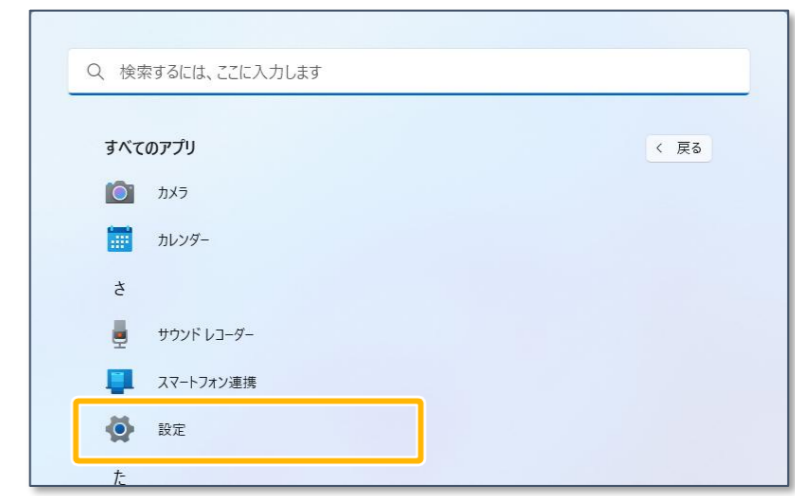 検索するには、ここに入力します
すべてのアプリ
戻る
カメラ
カレンダー
さ
サウンド レコーダー
スマートフォン連携
設定
た